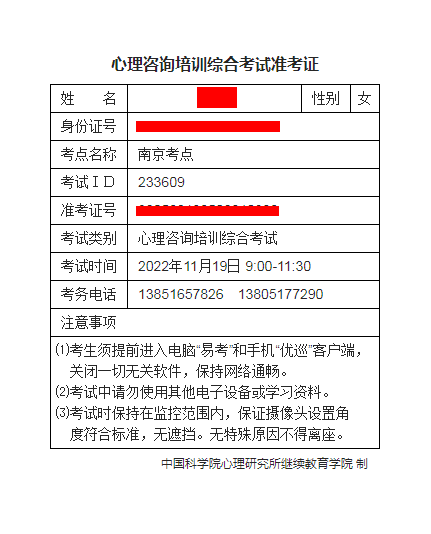 心理咨询培训综合考试准考证
姓 名 性别 女
身份证号
考点名称 南京考点
考试ＩＤ 233609
准考证号
考试类别 心理咨询培训综合考试
考试时间 2022年11月19日 9:00-11:30
考务电话 13851657826 13805177290
注意事项
⑴考生须提前进入电脑“易考”和手机“优巡”客户端，
关闭一切无关软件，保持网络通畅。
⑵考试中请勿使用其他电子设备或学习资料。
⑶考试时保持在监控范围内，保证摄像头设置角
度符合标准，无遮挡。无特殊原因不得离座。
中国科学院心理研究所继续教育学院 制